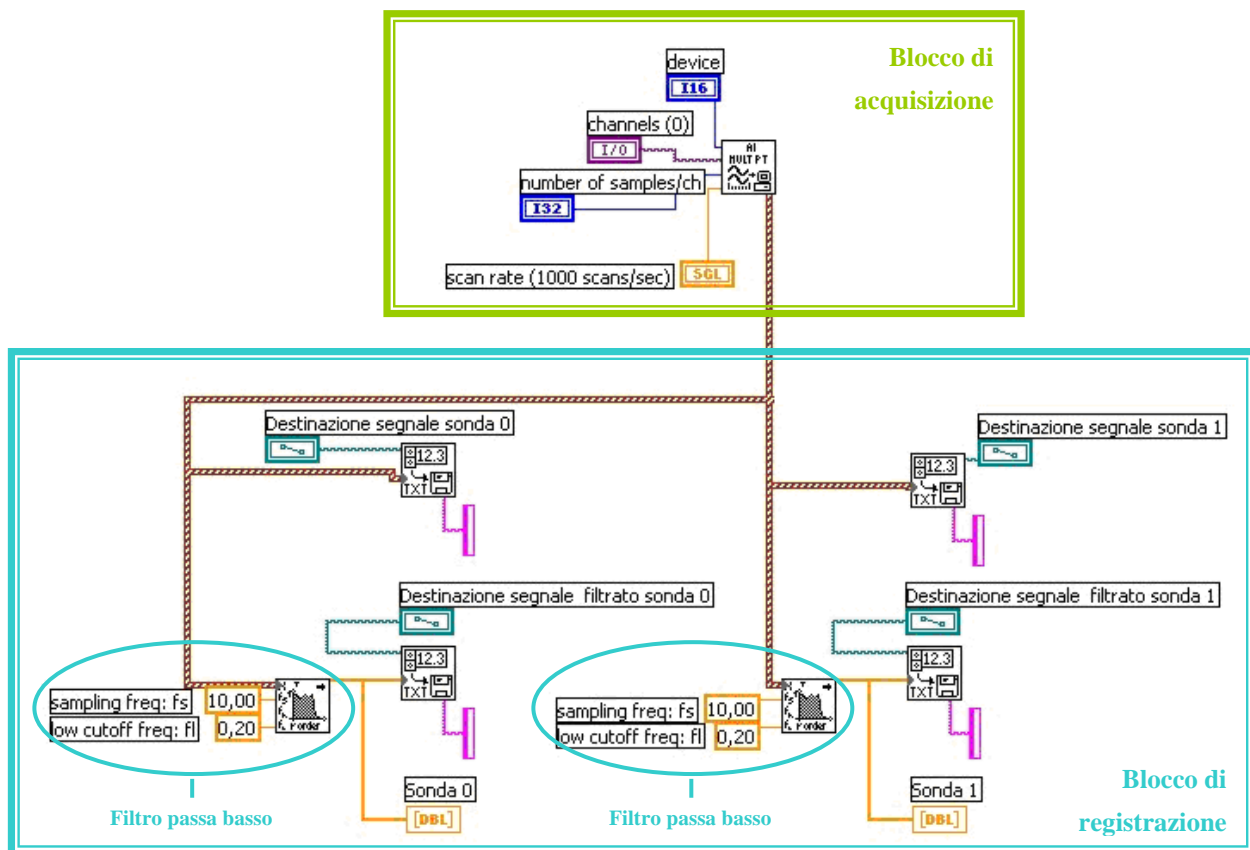 Blocco di
acquisizione
device
I16
channels (0)
I/O
AI
MULT PT
number of samples/ch
I32
scan rate (1000 scans/sec)
SGL
Destinazione segnale sonda 0
12.3
TXT
Destinazione segnale sonda 1
12.3
TXT
Destinazione segnale filtrato sonda 0
12.3
TXT
Destinazione segnale filtrato sonda 1
12.3
TXT
sampling freq: fs
10,00
low cutoff freq: fl
0,20
order
sampling freq: fs
10,00
low cutoff freq: fl
0,20
order
Sonda 0
[DBL]
Sonda 1
[DBL]
Filtro passa basso
Filtro passa basso
Blocco di
registrazione